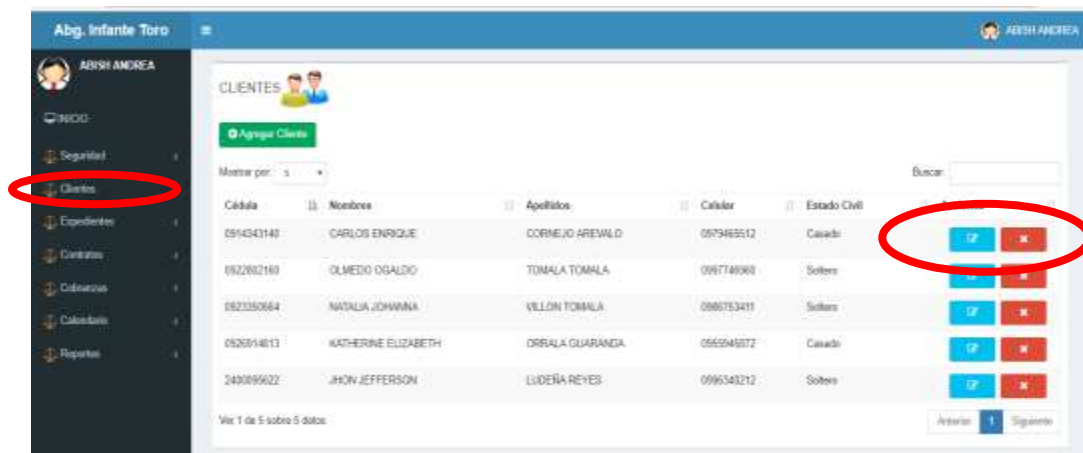 Abg. Infante Toro
ABISH ANDREA
ABISH ANDREA
INICIO
Seguridad
Clientes
Expedientes
Contratos
Cobranzas
Calendario
Reportes
CLIENTES
Agregar Cliente
Mostrar por: 5
Buscar:
Cédula Nombres Apellidos Celular Estado Civil
0914343140 CARLOS ENRIQUE CORNEJO AREVALO 0979465512 Casado
0922802160 OLMEDO OGALDO TOMALA TOMALA 0997746960 Soltero
0923350664 NATALIA JOHANNA VILLON TOMALA 0986753411 Soltero
0926914813 KATHERINE ELIZABETH ORRALA GUARANDA Casado
2400095622 JHON JEFFERSON LUDEÑA REYES 0996340212 Soltero
Ver 1 de 5 sobre 5 datos
Anterior 1 Siguiente